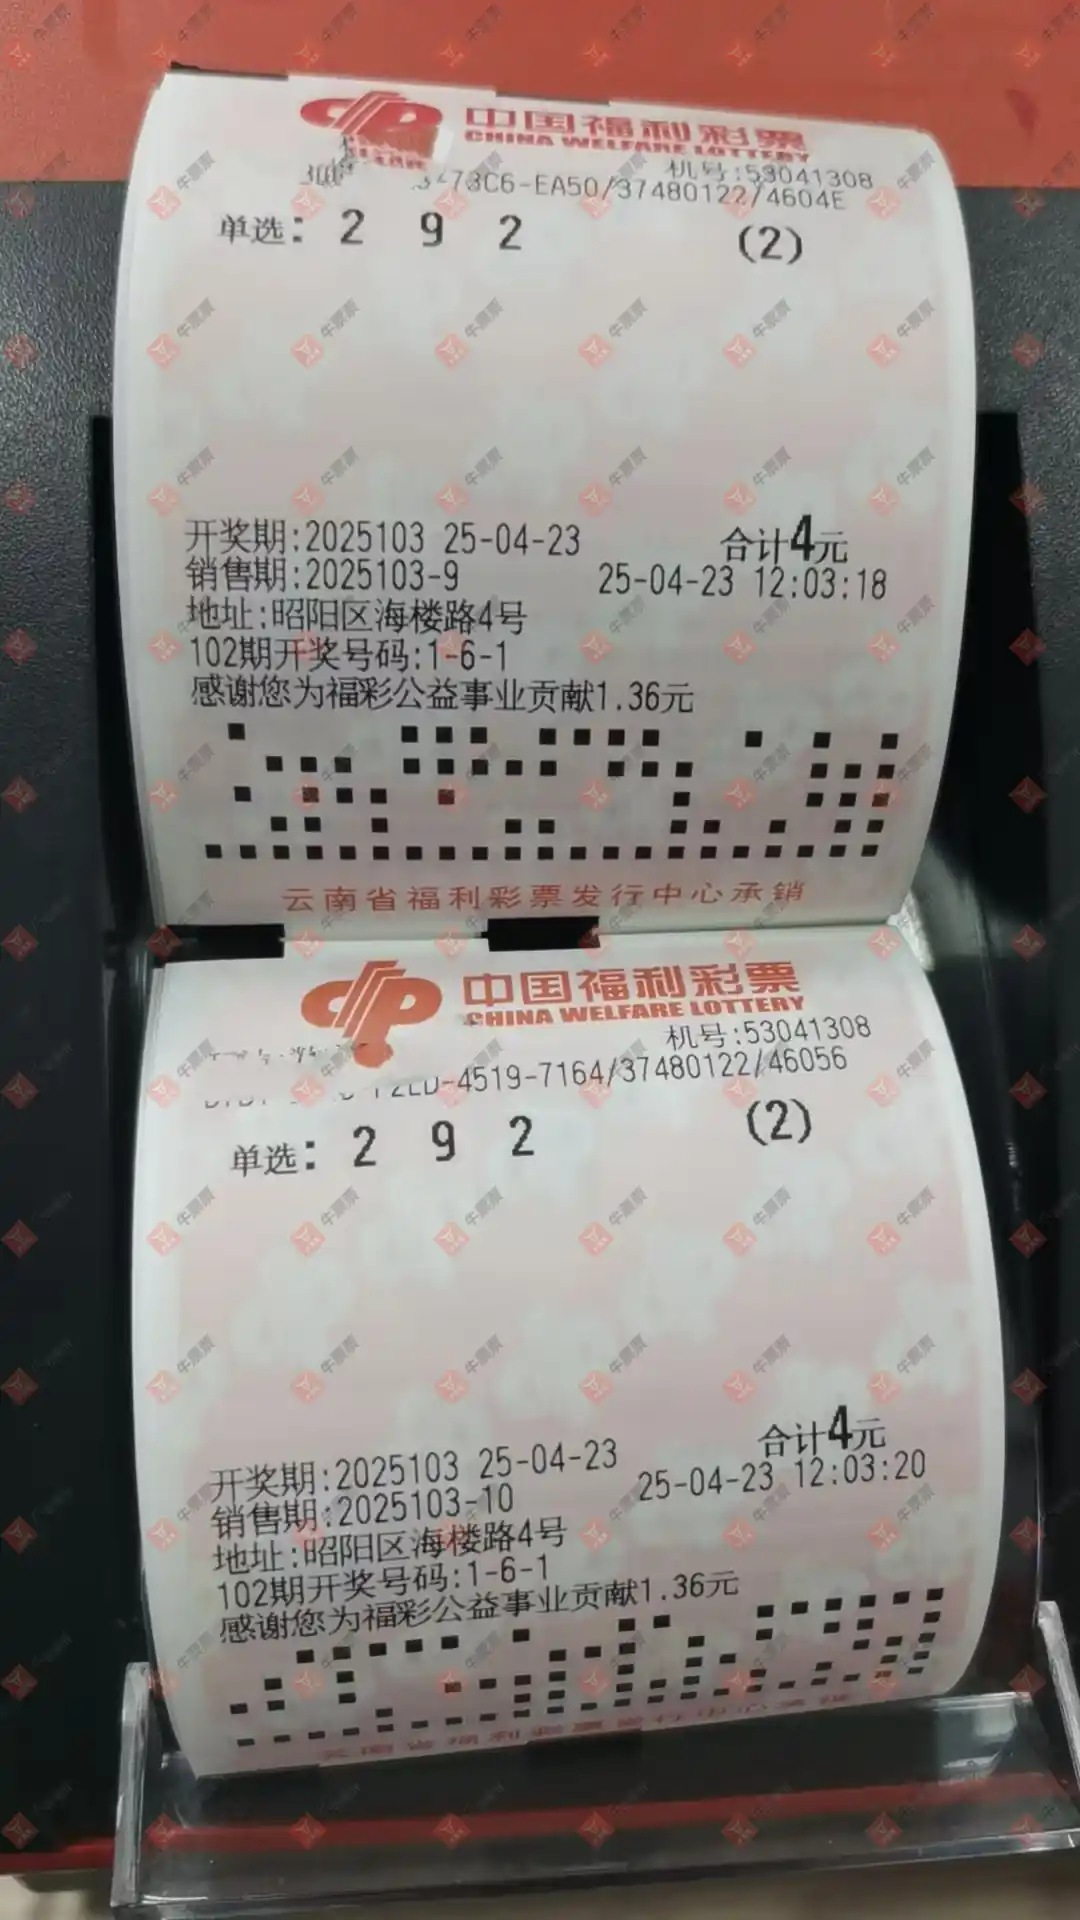 中国福利彩票
CHINA WELFARE LOTTERY
机号:53041308
73C6-EA50/37480122/4604E
单选: 2 9 2 (2)
合计4元
开奖期:2025103 25-04-23
销售期:2025103-9 25-04-23 12:03:18
地址:昭阳区海楼路4号
102期开奖号码:1-6-1
感谢您为福彩公益事业贡献1.36元
云南省福利彩票发行中心承销
中国福利彩票
CHINA WELFARE LOTTERY
机号:53041308
-4519-7164/37480122/46056
单选: 2 9 2 (2)
合计4元
开奖期:2025103 25-04-23
销售期:2025103-10 25-04-23 12:03:20
地址:昭阳区海楼路4号
102期开奖号码:1-6-1
感谢您为福彩公益事业贡献1.36元
牛票票